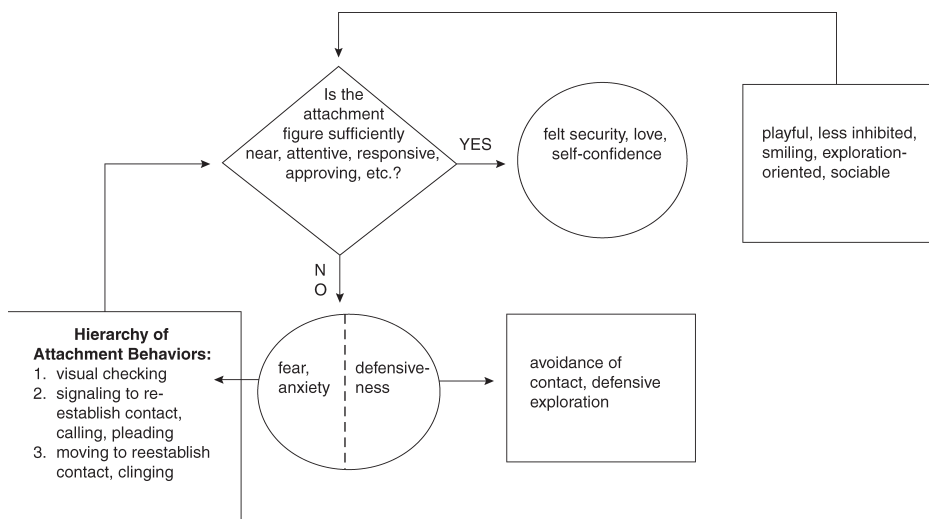 Is the
attachment
figure sufficiently
near, attentive, responsive,
approving, etc.?
YES
felt security, love,
self-confidence
playful, less inhibited,
smiling, exploration-
oriented, sociable
N
O
Hierarchy of
Attachment Behaviors:
1. visual checking
2. signaling to re-
establish contact,
calling, pleading
3. moving to reestablish
contact, clinging
fear,
anxiety
defensive-
ness
avoidance of
contact, defensive
exploration